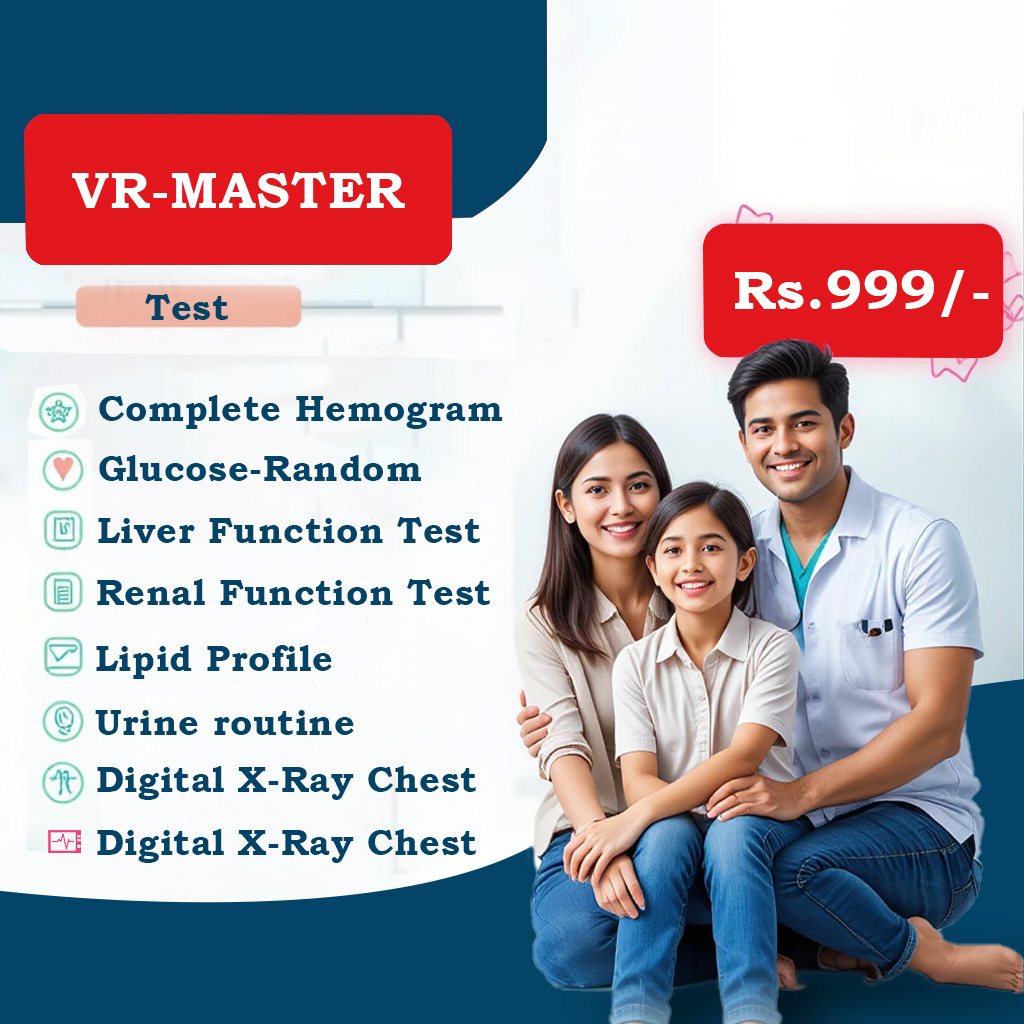 VR-MASTER
Rs.999/-
Test
Complete Hemogram
Glucose-Random
Liver Function Test
Renal Function Test
Lipid Profile
Urine routine
Digital X-Ray Chest
Digital X-Ray Chest